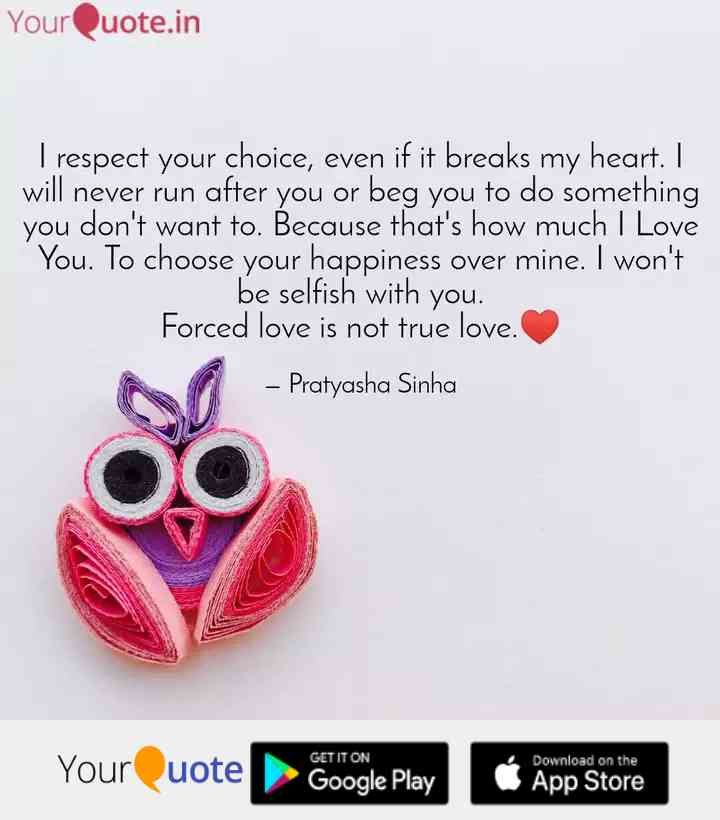 YourQuote.in
I respect your choice, even if it breaks my heart. I
will never run after you or beg you to do something
you don't want to. Because that's how much I Love
You. To choose your happiness over mine. I won't
be selfish with you.
Forced love is not true love.♥️
– Pratyasha Sinha
YourQuote
GET IT ON
Google Play
Download on the
App Store